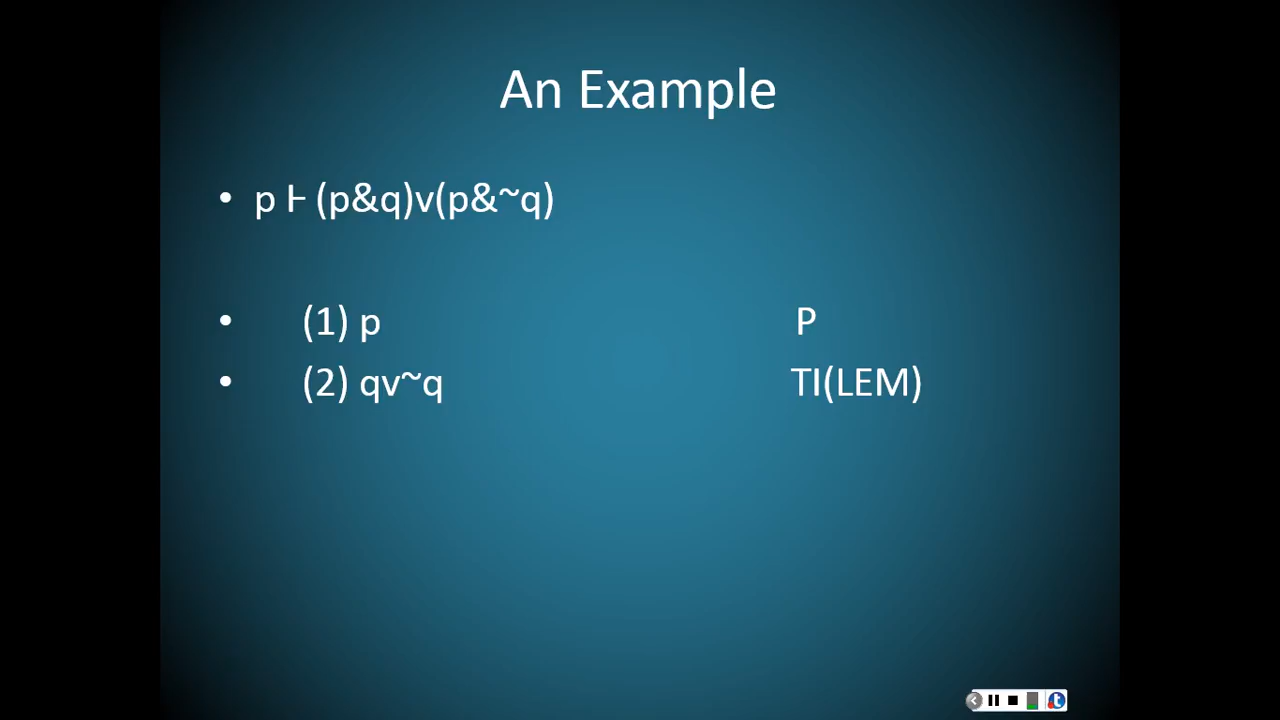 An Example
• p ⊦ (p&q)v(p&~q)
• (1) p P
• (2) qv~q TI(LEM)